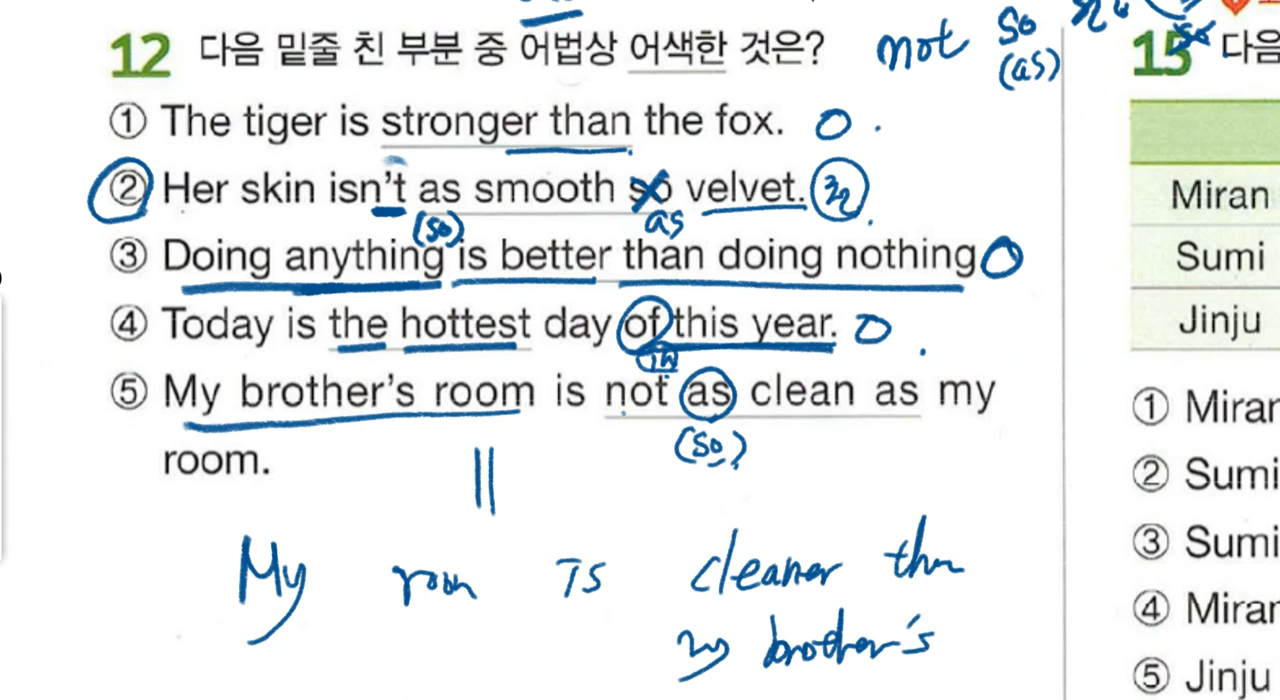 not so
(as)
12 다음 밑줄 친 부분 중 어법상 어색한 것은?
① The tiger is stronger than the fox. O
② Her skin isn't as smooth so velvet.
(so) as
③ Doing anything is better than doing nothing O
④ Today is the hottest day of this year. O
in
⑤ My brother's room is not as clean as my
(so)
room.
||
My room is cleaner than
my brother's
15 다음
Miran
Sumi
Jinju
① Miran
② Sumi
③ Sumi
④ Miran
⑤ Jinju